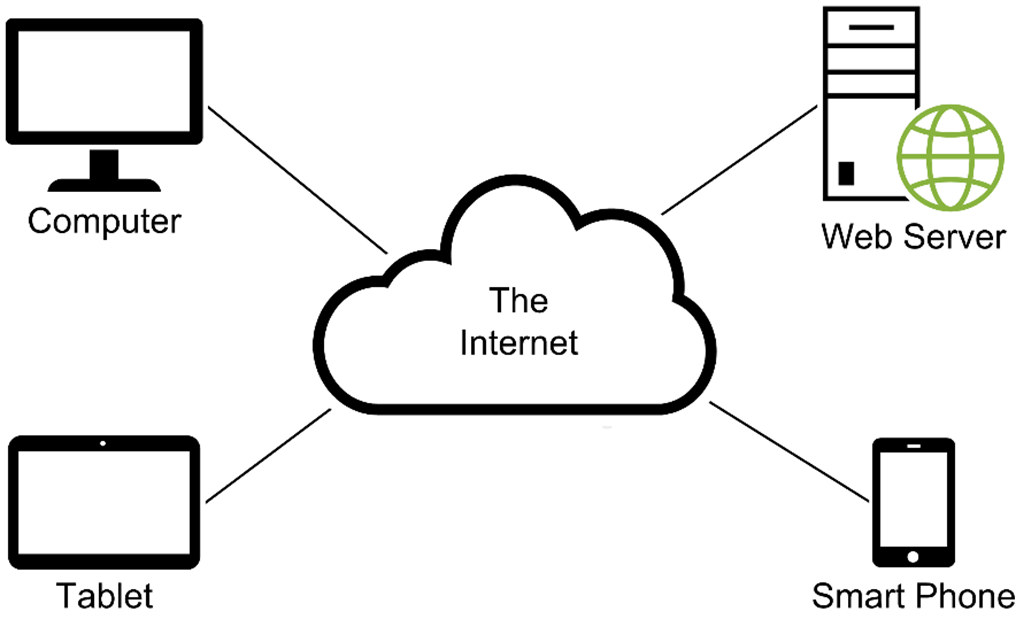 Computer
Web Server
The
Internet
Tablet
Smart Phone